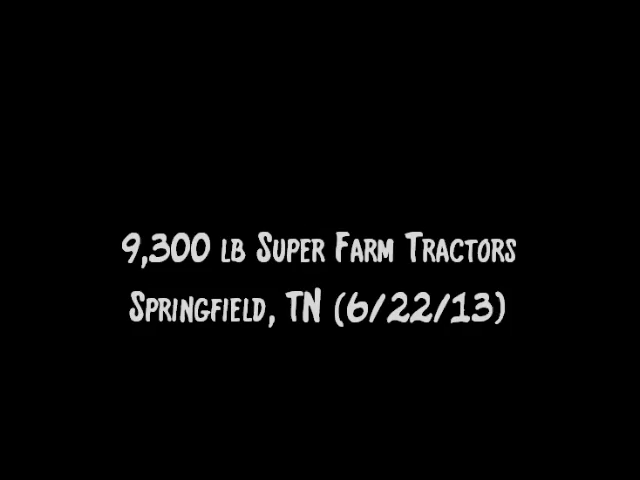 9,300 lb Super Farm Tractors
Springfield, TN (6/22/13)